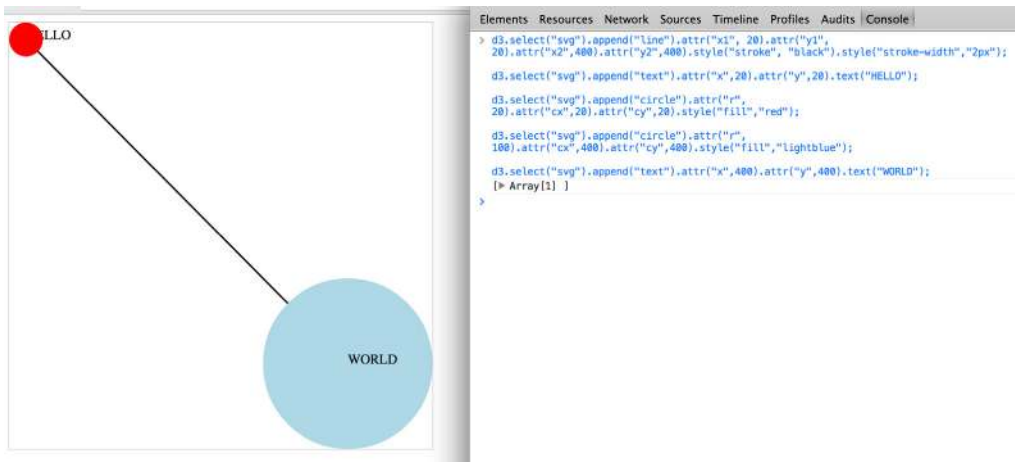 LLO
WORLD
Elements Resources Network Sources Timeline Profiles Audits Console
> d3.select("svg").append("line").attr("x1", 20).attr("y1",
20).attr("x2",400).attr("y2",400).style("stroke", "black").style("stroke-width","2px");
d3.select("svg").append("text").attr("x",20).attr("y",20).text("HELLO");
d3.select("svg").append("circle").attr("r",
20).attr("cx",20).attr("cy",20).style("fill","red");
d3.select("svg").append("circle").attr("r",
100).attr("cx",400).attr("cy",400).style("fill","lightblue");
d3.select("svg").append("text").attr("x",400).attr("y",400).text("WORLD");
[▶ Array[1] ]
>